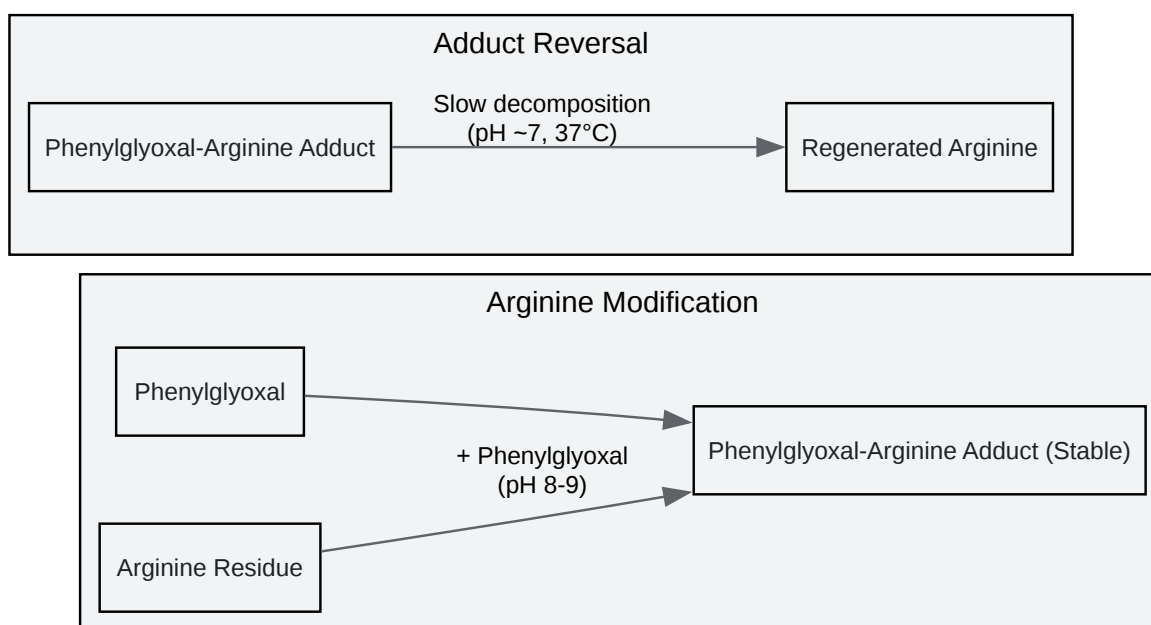 Adduct Reversal
Slow decomposition
(pH ~7, 37°C)
Phenylglyoxal-Arginine Adduct
Regenerated Arginine
Arginine Modification
Phenylglyoxal
+ Phenylglyoxal
(pH 8-9)
Phenylglyoxal-Arginine Adduct (Stable)
Arginine Residue